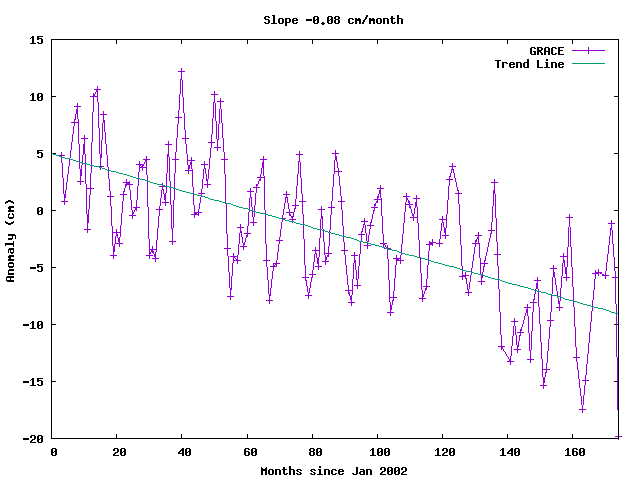 Slope -0.08 cm/month
GRACE
Trend Line
15
10
5
0
-5
-10
-15
-20
Anomaly (cm)
0 20 40 60 80 100 120 140 160
Months since Jan 2002